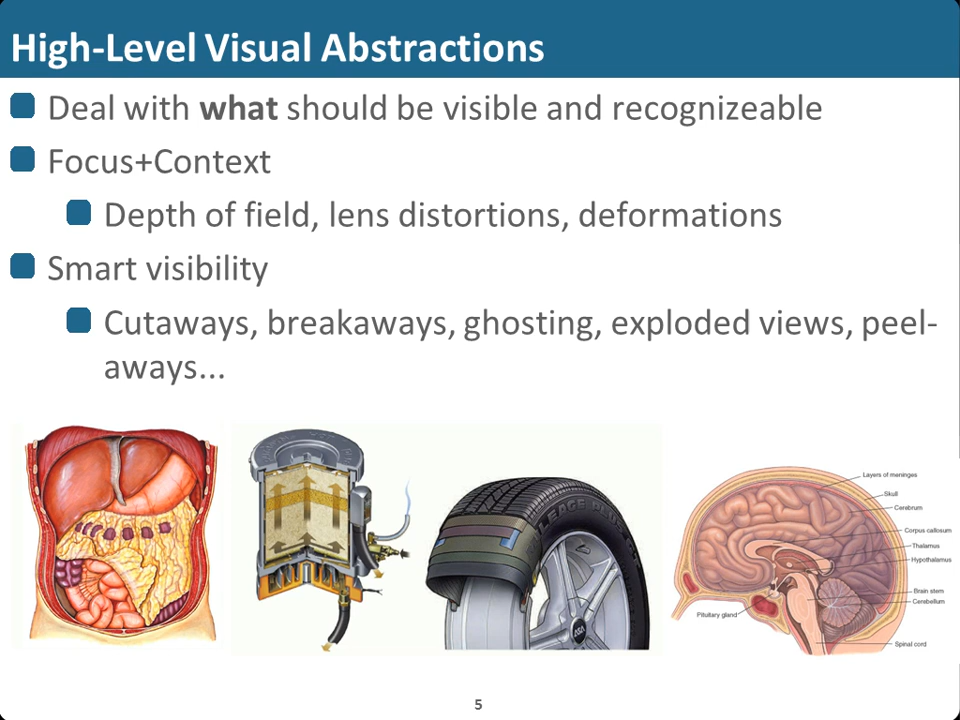 High-Level Visual Abstractions
Deal with what should be visible and recognizeable
Focus+Context
Depth of field, lens distortions, deformations
Smart visibility
Cutaways, breakaways, ghosting, exploded views, peel-
aways...
Layers of meninges
Skull
Cerebrum
Corpus callosum
Thalamus
Hypothalamus
Brain stem
Cerebellum
Pituitary gland
Spinal cord
5